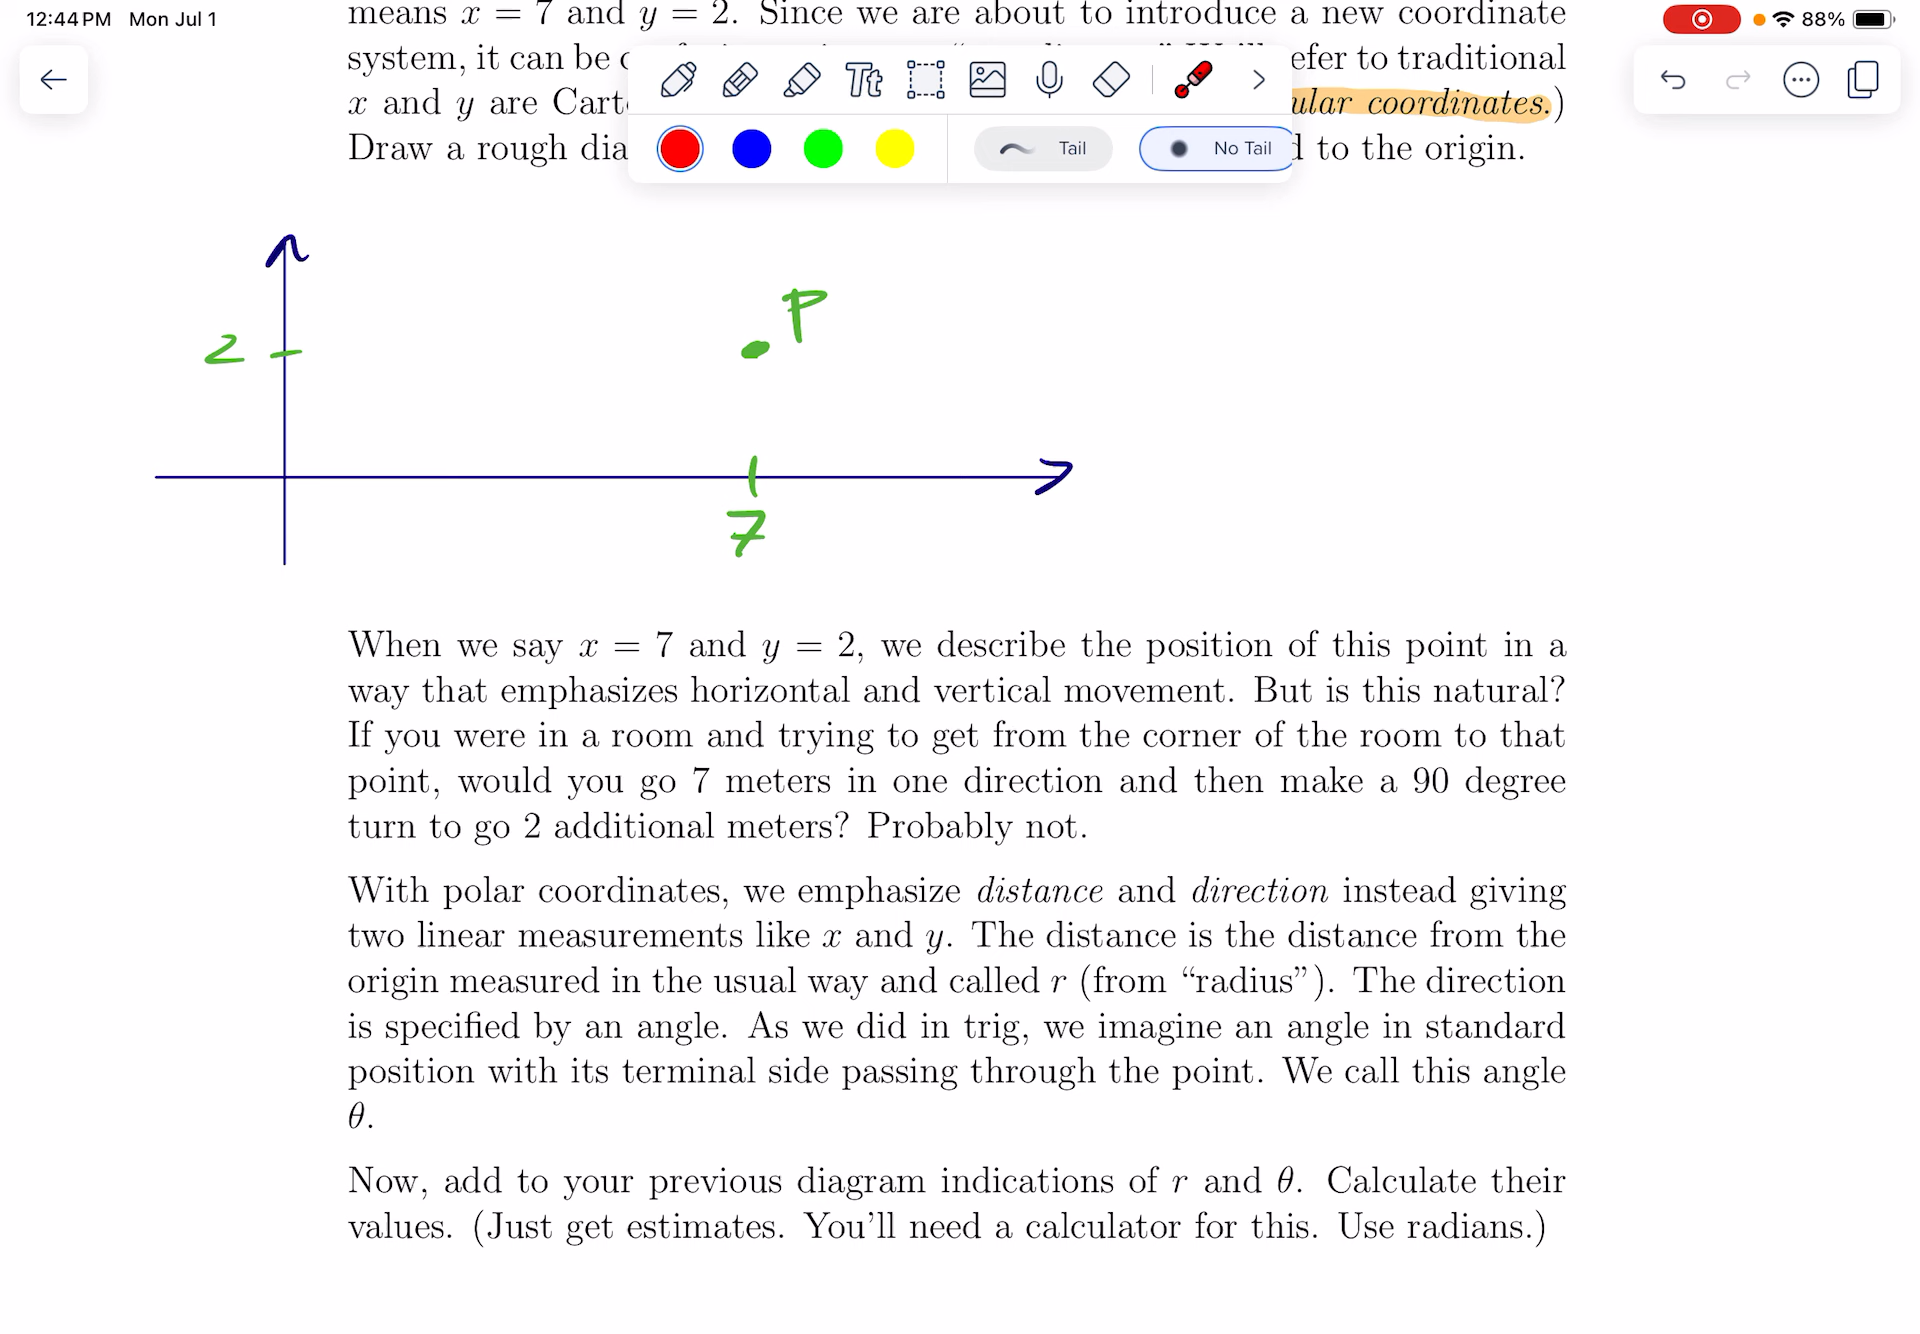 12:44 PM Mon Jul 1
88%
means x = 7 and y = 2. Since we are about to introduce a new coordinate
system, it can be efer to traditional
x and y are Cart ular coordinates.)
Draw a rough dia d to the origin.
Tt
Tail
No Tail
P
2
7
When we say x = 7 and y = 2, we describe the position of this point in a
way that emphasizes horizontal and vertical movement. But is this natural?
If you were in a room and trying to get from the corner of the room to that
point, would you go 7 meters in one direction and then make a 90 degree
turn to go 2 additional meters? Probably not.
With polar coordinates, we emphasize distance and direction instead giving
two linear measurements like x and y. The distance is the distance from the
origin measured in the usual way and called r (from “radius”). The direction
is specified by an angle. As we did in trig, we imagine an angle in standard
position with its terminal side passing through the point. We call this angle
θ.
Now, add to your previous diagram indications of r and θ. Calculate their
values. (Just get estimates. You’ll need a calculator for this. Use radians.)